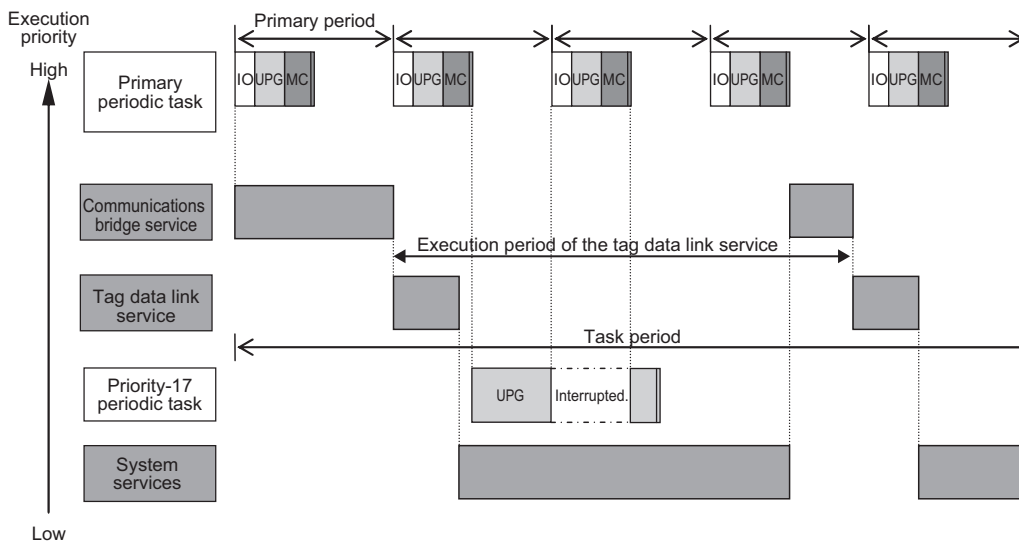 Execution
priority
High
Primary period
Primary
periodic task
IO UPG MC
IO UPG MC
IO UPG MC
IO UPG MC
IO UPG MC
Communications
bridge service
Execution period of the tag data link service
Tag data link
service
Task period
Priority-17
periodic task
UPG
Interrupted.
System
services
Low